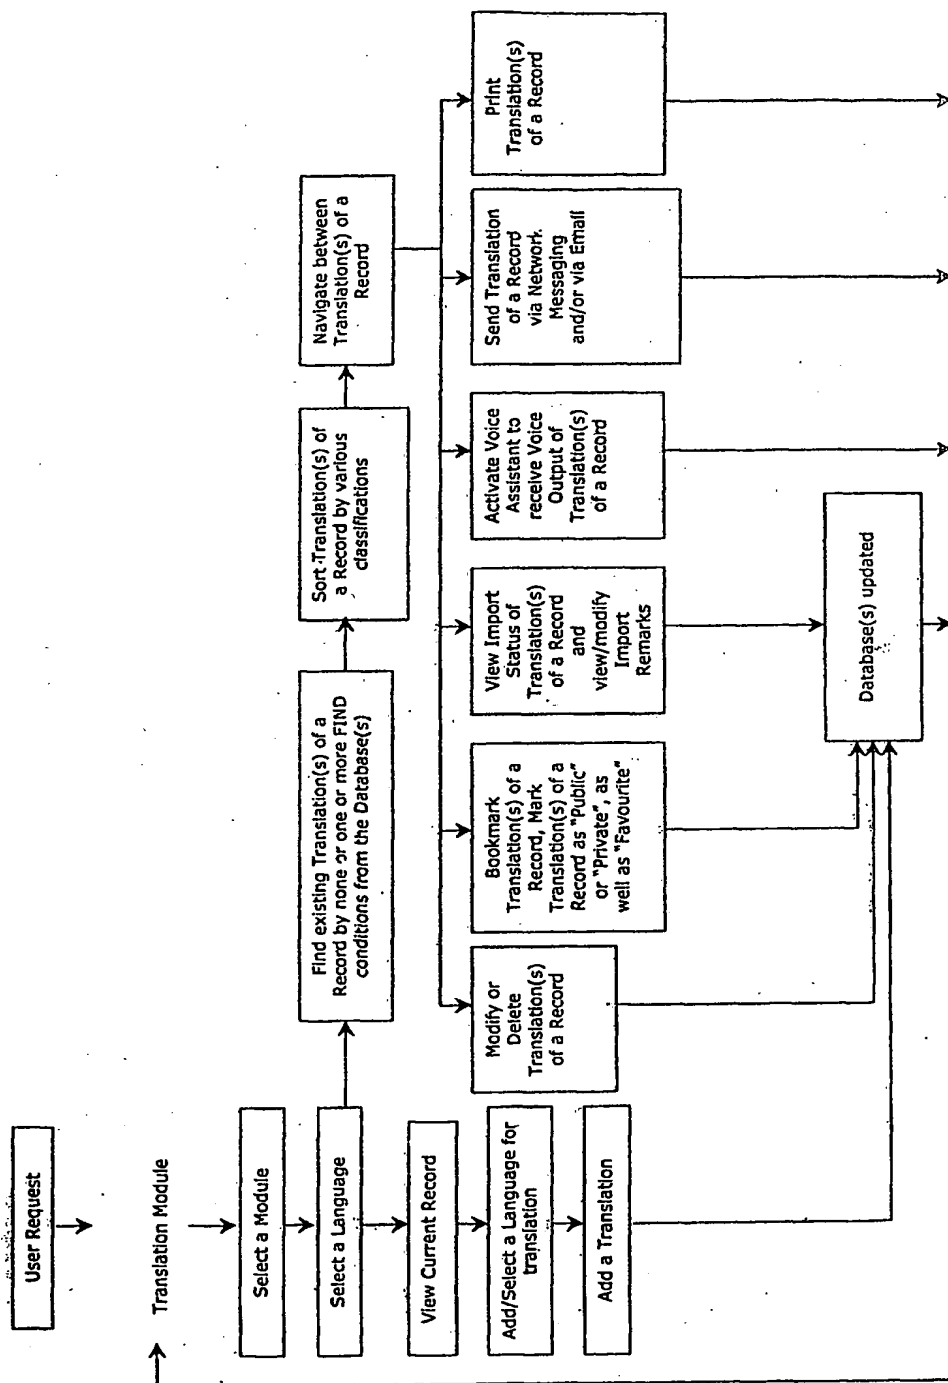 User Request
Translation Module
Select a Module
Select a Language
View Current Record
Add/Select a Language for
translation
Add a Translation
Find existing Translation(s) of a
Record by none or one or more FIND
conditions from the Database(s)
Sort Translation(s) of
a Record by various
classifications
Navigate between
Translation(s) of a
Record
Modify or
Delete
Translation(s)
of a Record
Bookmark
Translation(s) of a
Record, Mark
Translation(s) of a
Record as "Public"
or "Private", as
well as "Favourite"
View Import
Status of
Translation(s)
of a Record
and
view/modify
Import
Remarks
Activate Voice
Assistant to
receive Voice
Output of
Translation(s)
of a Record
Send Translation
of a Record
via Network
Messaging
and/or via Email
Print
Translation(s)
of a Record
Database(s) updated